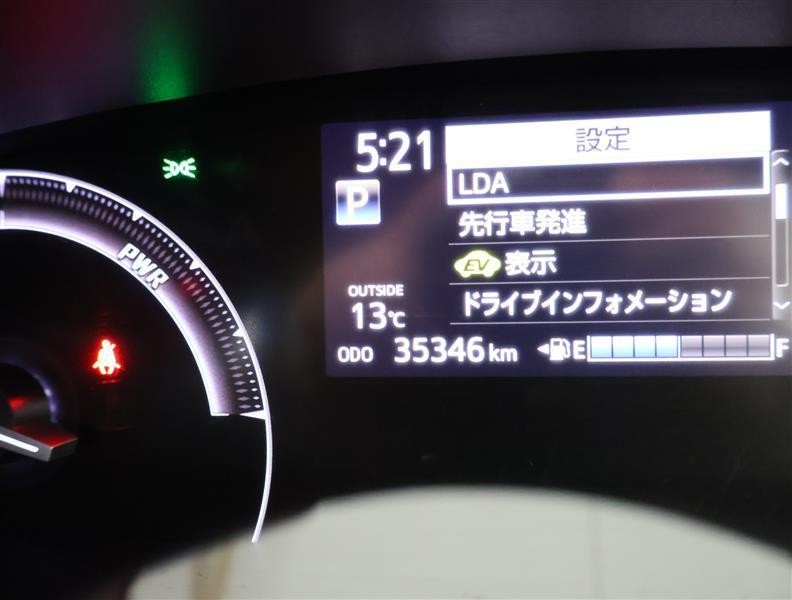 5:21
設定
LDA
P
先行車発進
EV 表示
PWR
OUTSIDE
13℃
ドライブインフォメーション
ODO 35346 km
E F